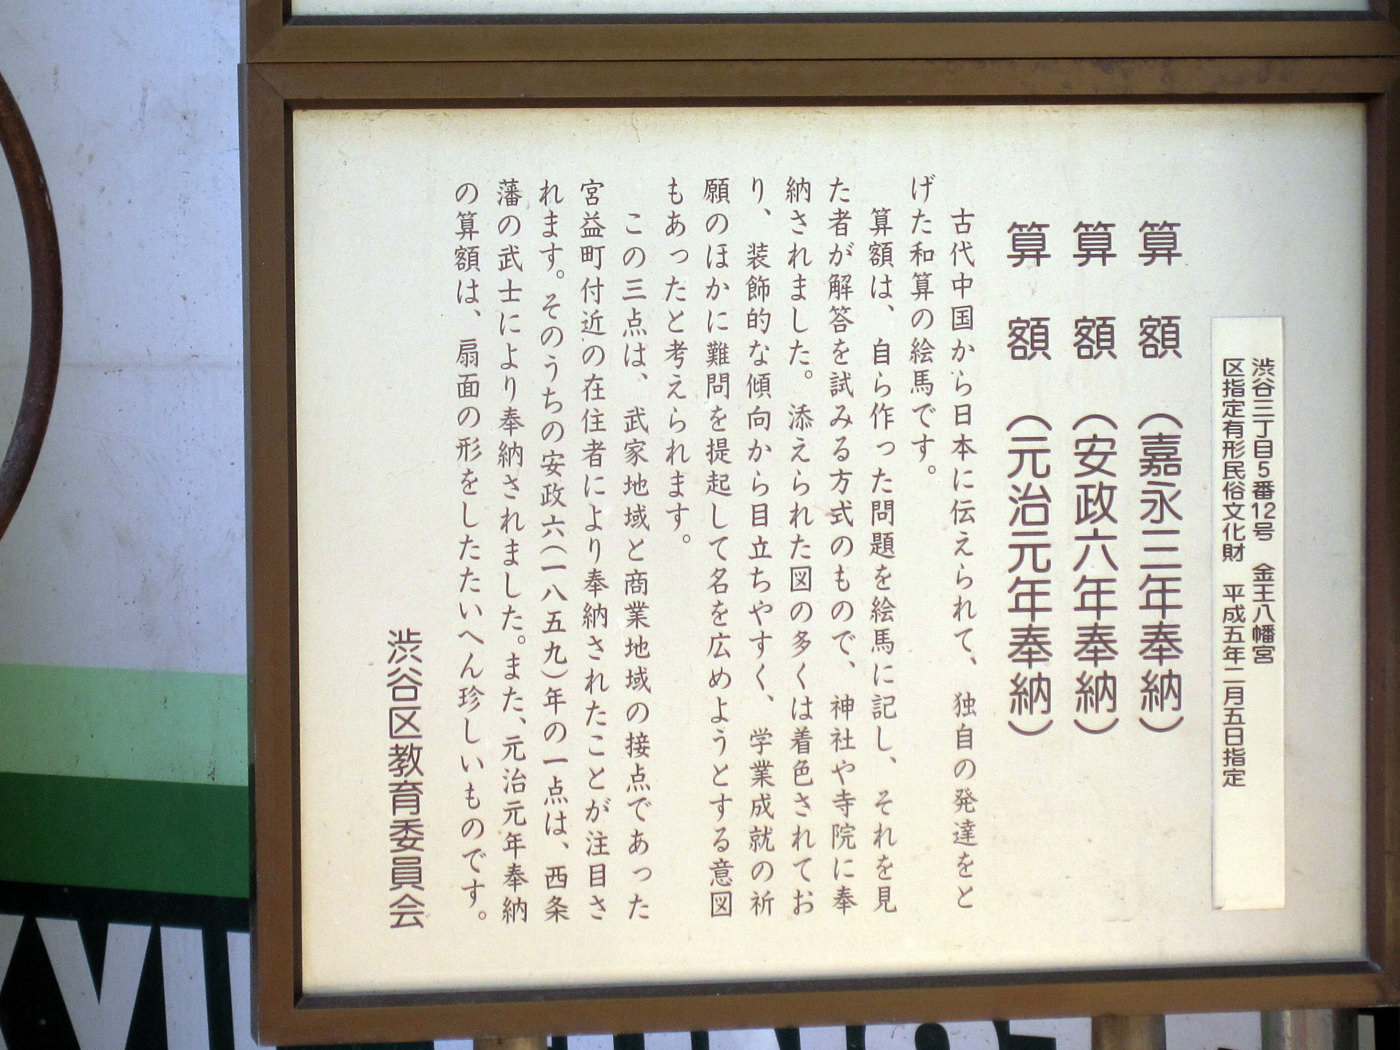 渋谷三丁目5番12号　金王八幡宮
区指定有形民俗文化財　平成五年二月五日指定
算　額　（嘉永三年奉納）
算　額　（安政六年奉納）
算　額　（元治元年奉納）
古代中国から日本に伝えられて、独自の発達をと
げた和算の絵馬です。
算額は、自ら作った問題を絵馬に記し、それを見
た者が解答を試みる方式のもので、神社や寺院に奉
納されました。添えられた図の多くは着色されてお
り、装飾的な傾向から目立ちやすく、学業成就の祈
願のほかに難問を提起して名を広めようとする意図
もあったと考えられます。
この三点は、武家地域と商業地域の接点であった
宮益町付近の在住者により奉納されたことが注目さ
れます。そのうちの安政六（一八五九）年の一点は、西条
藩の武士により奉納されました。また、元治元年奉納
の算額は、扇面の形をしたたいへん珍しいものです。
渋谷区教育委員会